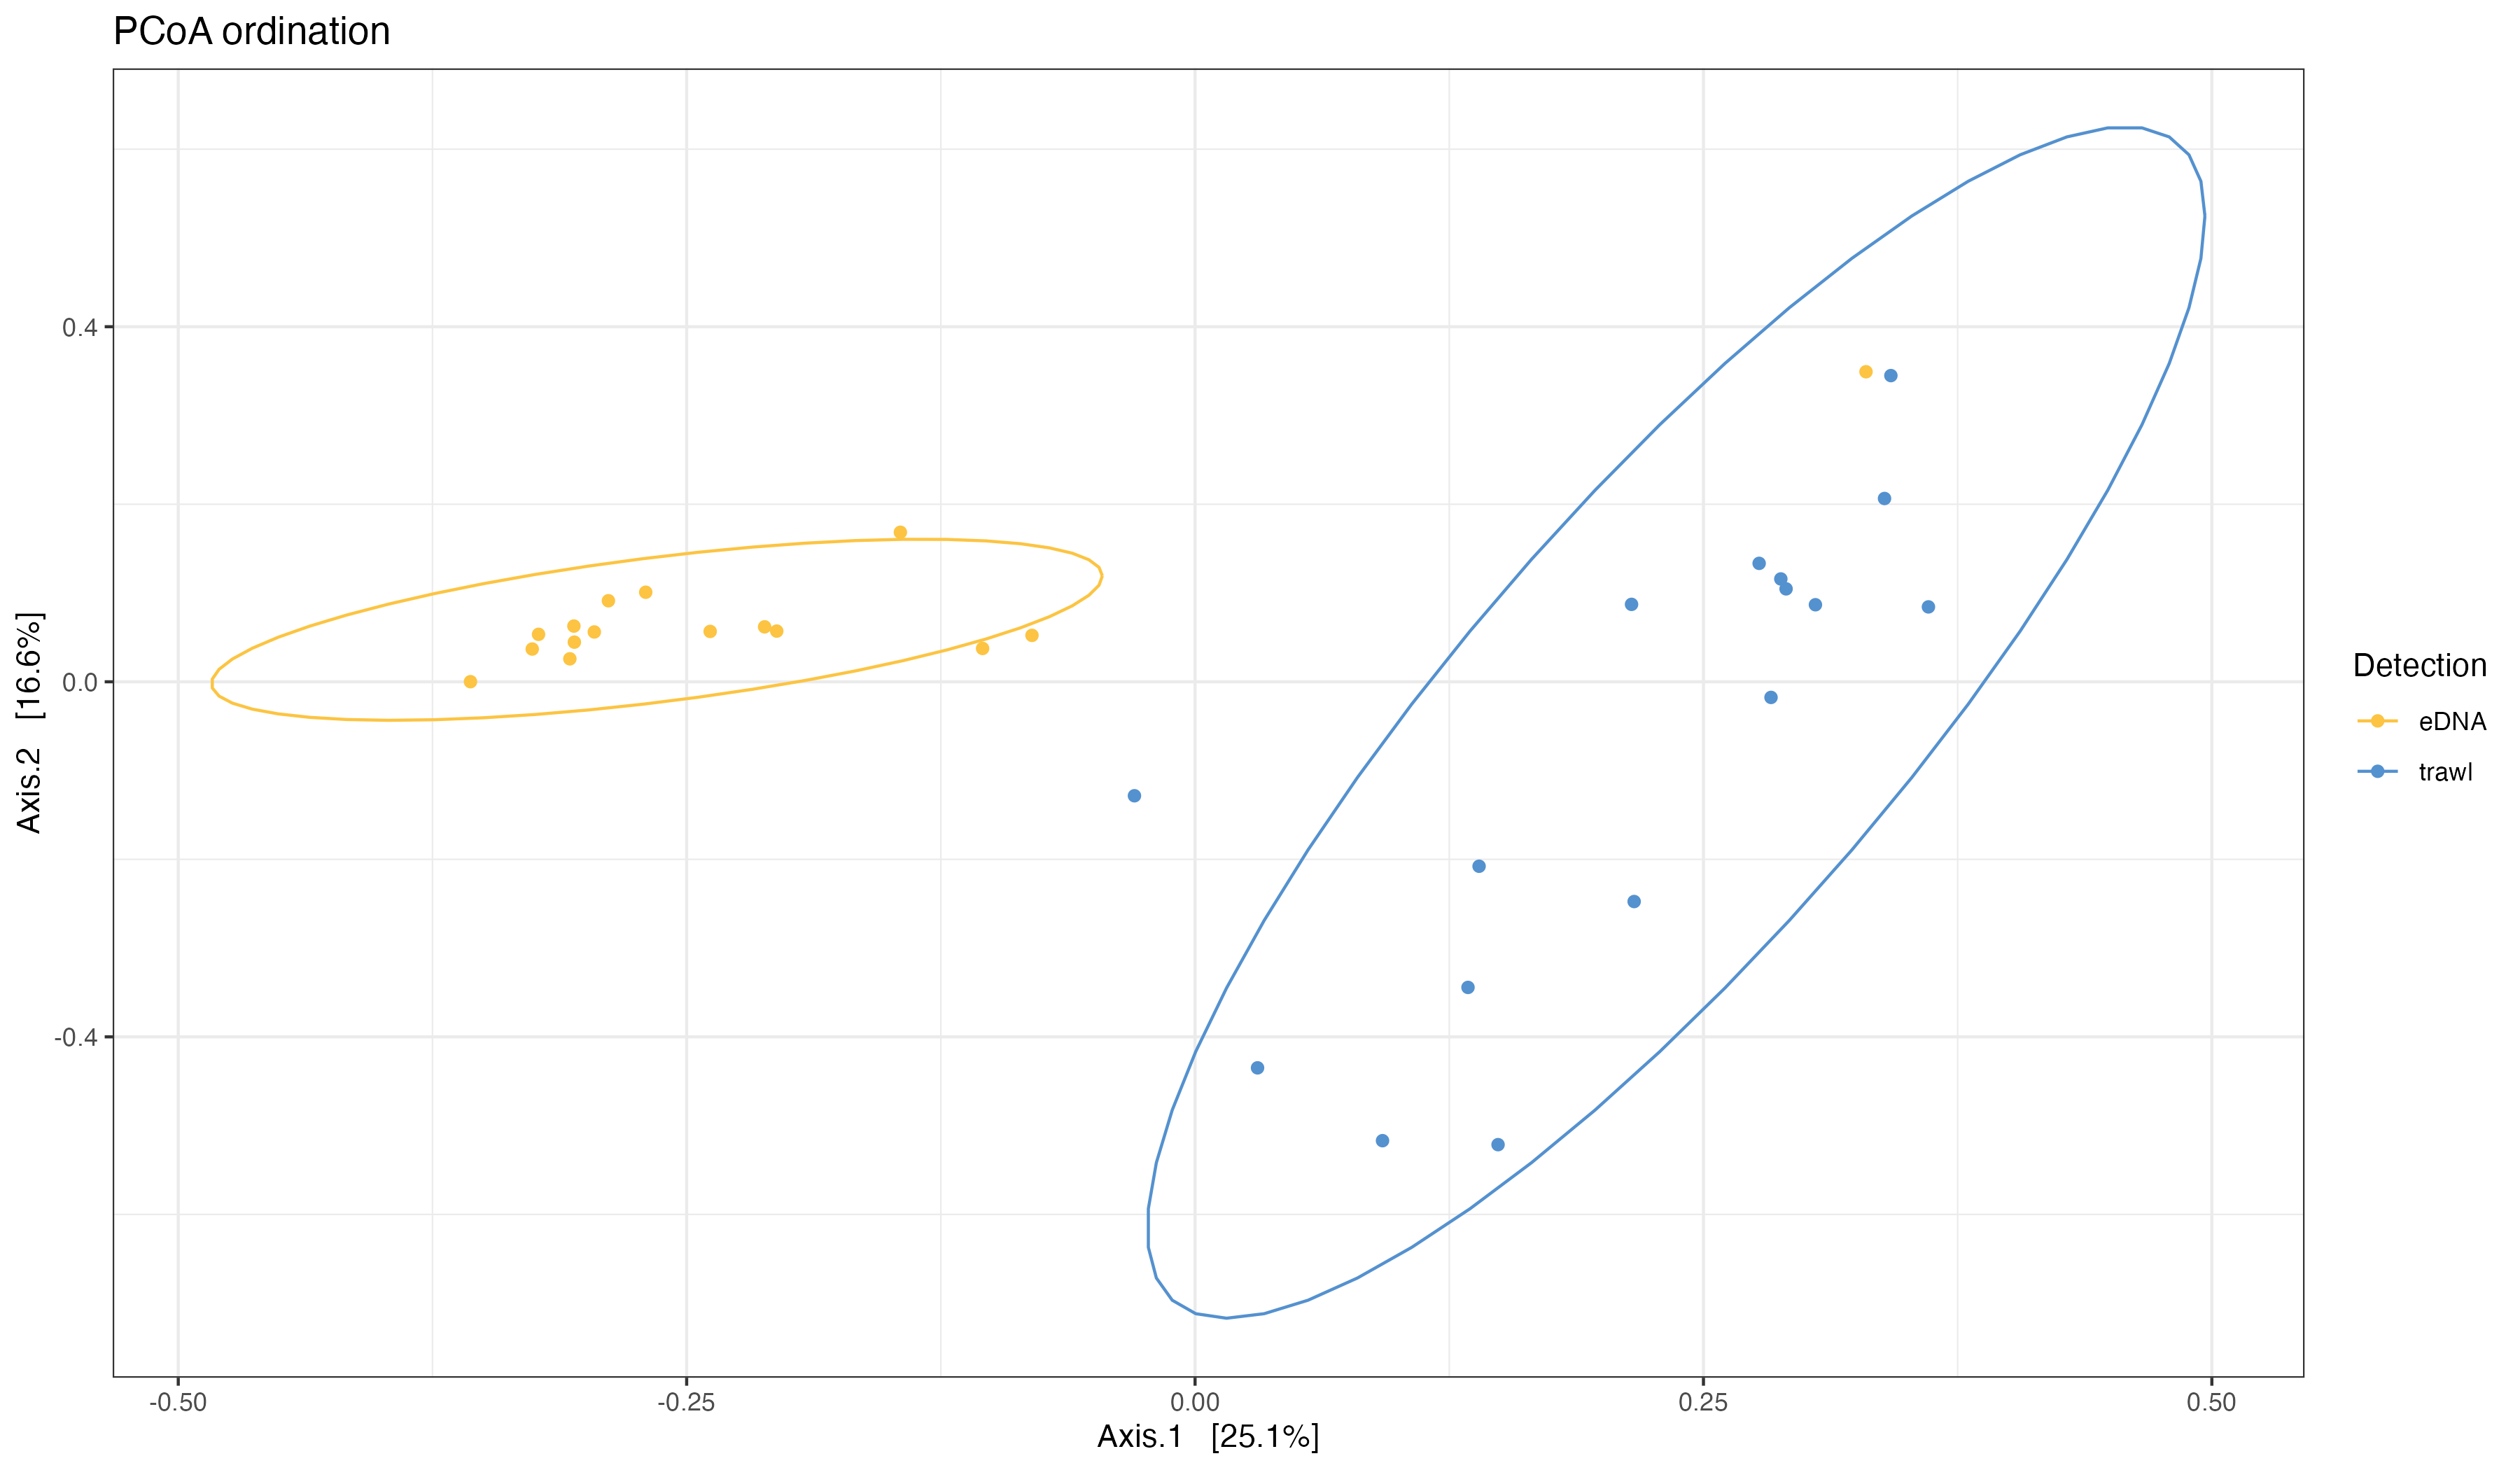 PCoA ordination
0.4
0.0
-0.4
Axis.2 [16.6%]
-0.50
-0.25
0.00
0.25
0.50
Axis.1 [25.1%]
Detection
eDNA
trawl